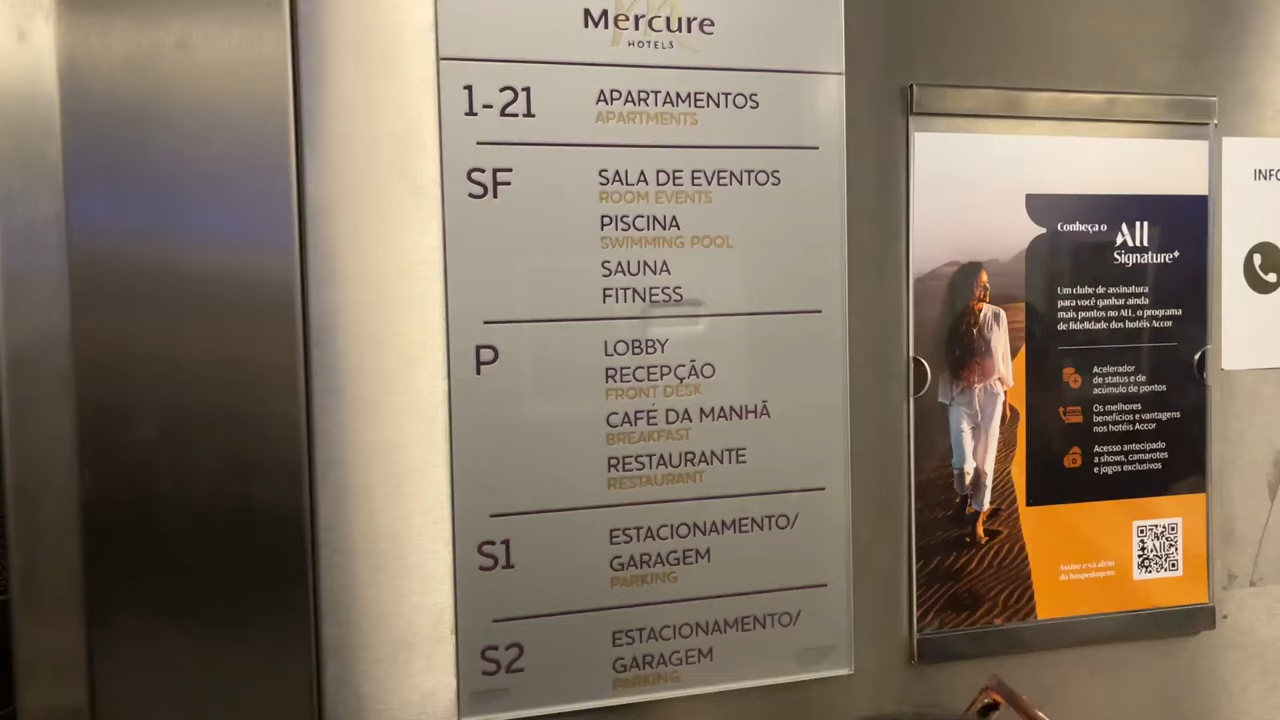 Mercure
HOTELS
1-21
APARTAMENTOS
APARTMENTS
SF
SALA DE EVENTOS
ROOM EVENTS
PISCINA
SWIMMING POOL
SAUNA
FITNESS
P
LOBBY
RECEPÇÃO
FRONT DESK
CAFÉ DA MANHÃ
BREAKFAST
RESTAURANTE
RESTAURANT
S1
ESTACIONAMENTO/
GARAGEM
PARKING
S2
ESTACIONAMENTO/
GARAGEM
PARKING
Conheça o
All
Signature+
Um clube de assinatura
para você ganhar ainda
mais pontos no ALL, o programa
de fidelidade dos hotéis Accor
Acelerador
de status e de
acúmulo de pontos
Os melhores
benefícios e vantagens
nos hotéis Accor
Acesso antecipado
a shows, camarotes
e jogos exclusivos
Assine e vá além
da hospedagem.
All
INFO